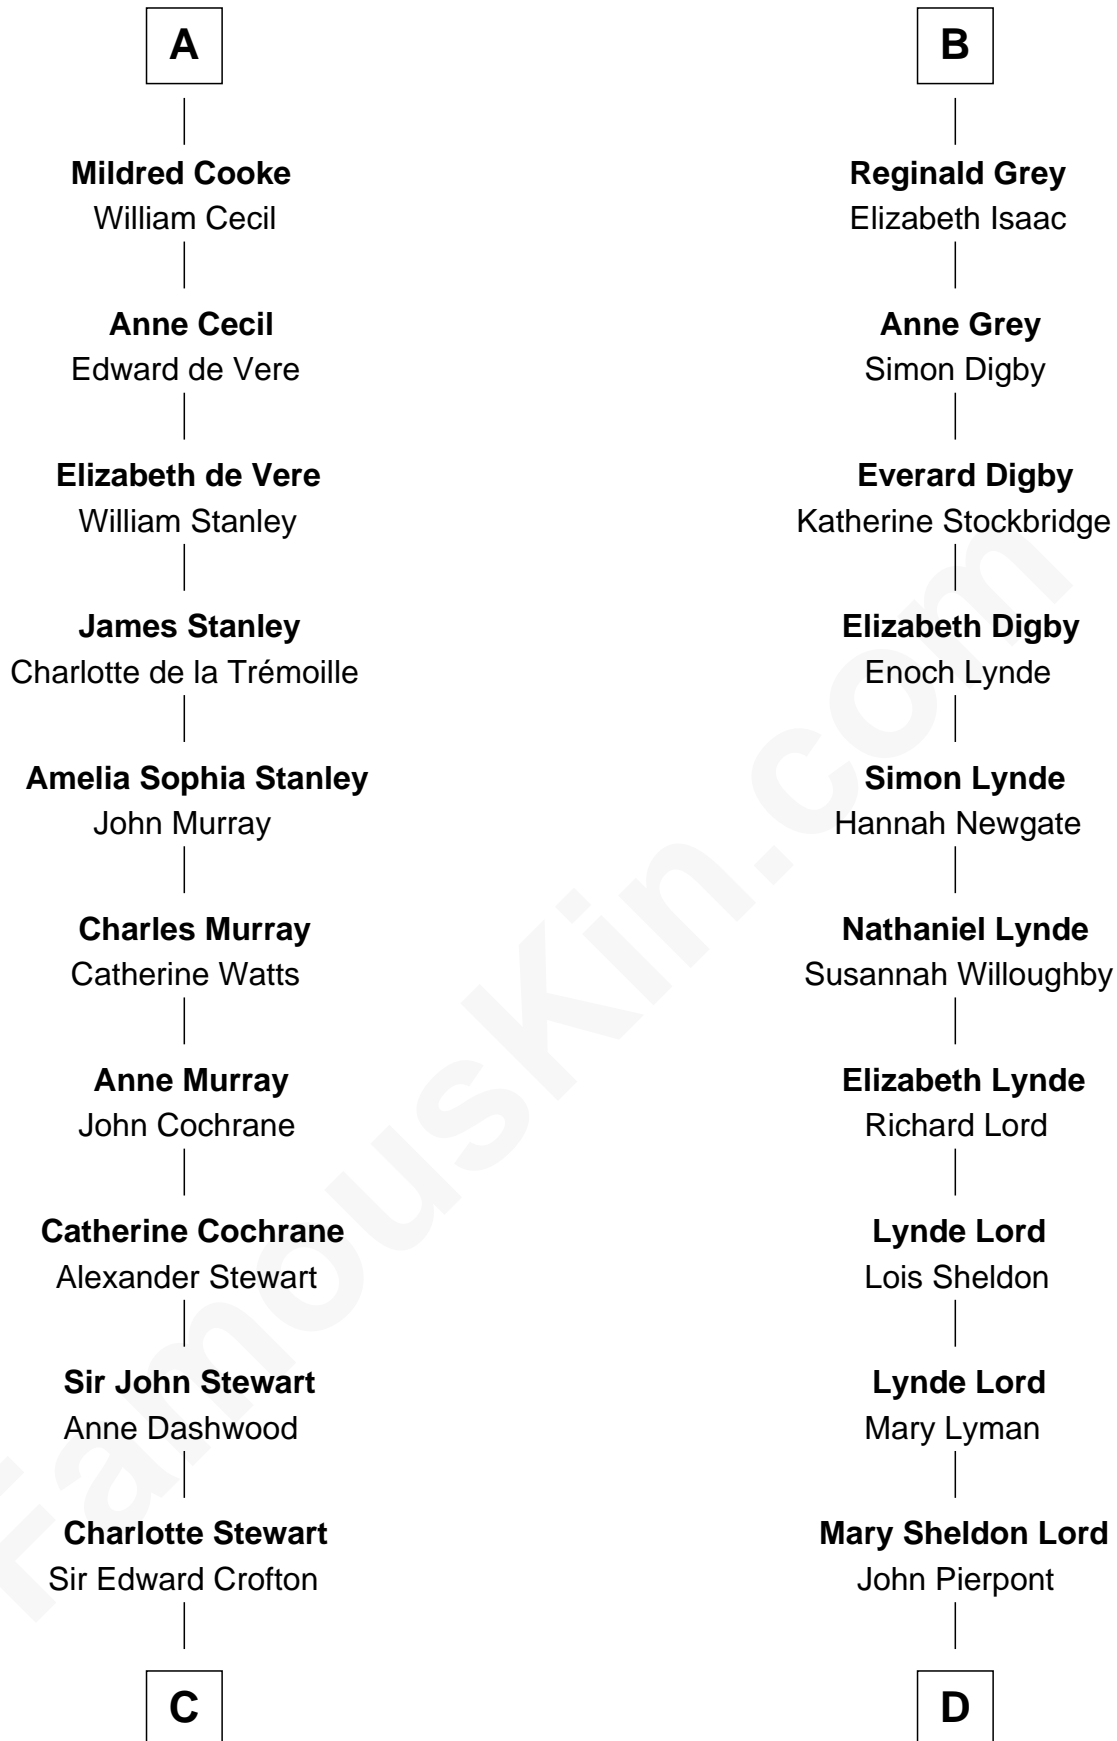 A
Mildred Cooke
William Cecil
Anne Cecil
Edward de Vere
Elizabeth de Vere
William Stanley
James Stanley
Charlotte de la Trémoille
Amelia Sophia Stanley
John Murray
Charles Murray
Catherine Watts
Anne Murray
John Cochrane
Catherine Cochrane
Alexander Stewart
Sir John Stewart
Anne Dashwood
Charlotte Stewart
Sir Edward Crofton
C
B
Reginald Grey
Elizabeth Isaac
Anne Grey
Simon Digby
Everard Digby
Katherine Stockbridge
Elizabeth Digby
Enoch Lynde
Simon Lynde
Hannah Newgate
Nathaniel Lynde
Susannah Willoughby
Elizabeth Lynde
Richard Lord
Lynde Lord
Lois Sheldon
Lynde Lord
Mary Lyman
Mary Sheldon Lord
John Pierpont
D
FamousKin.com